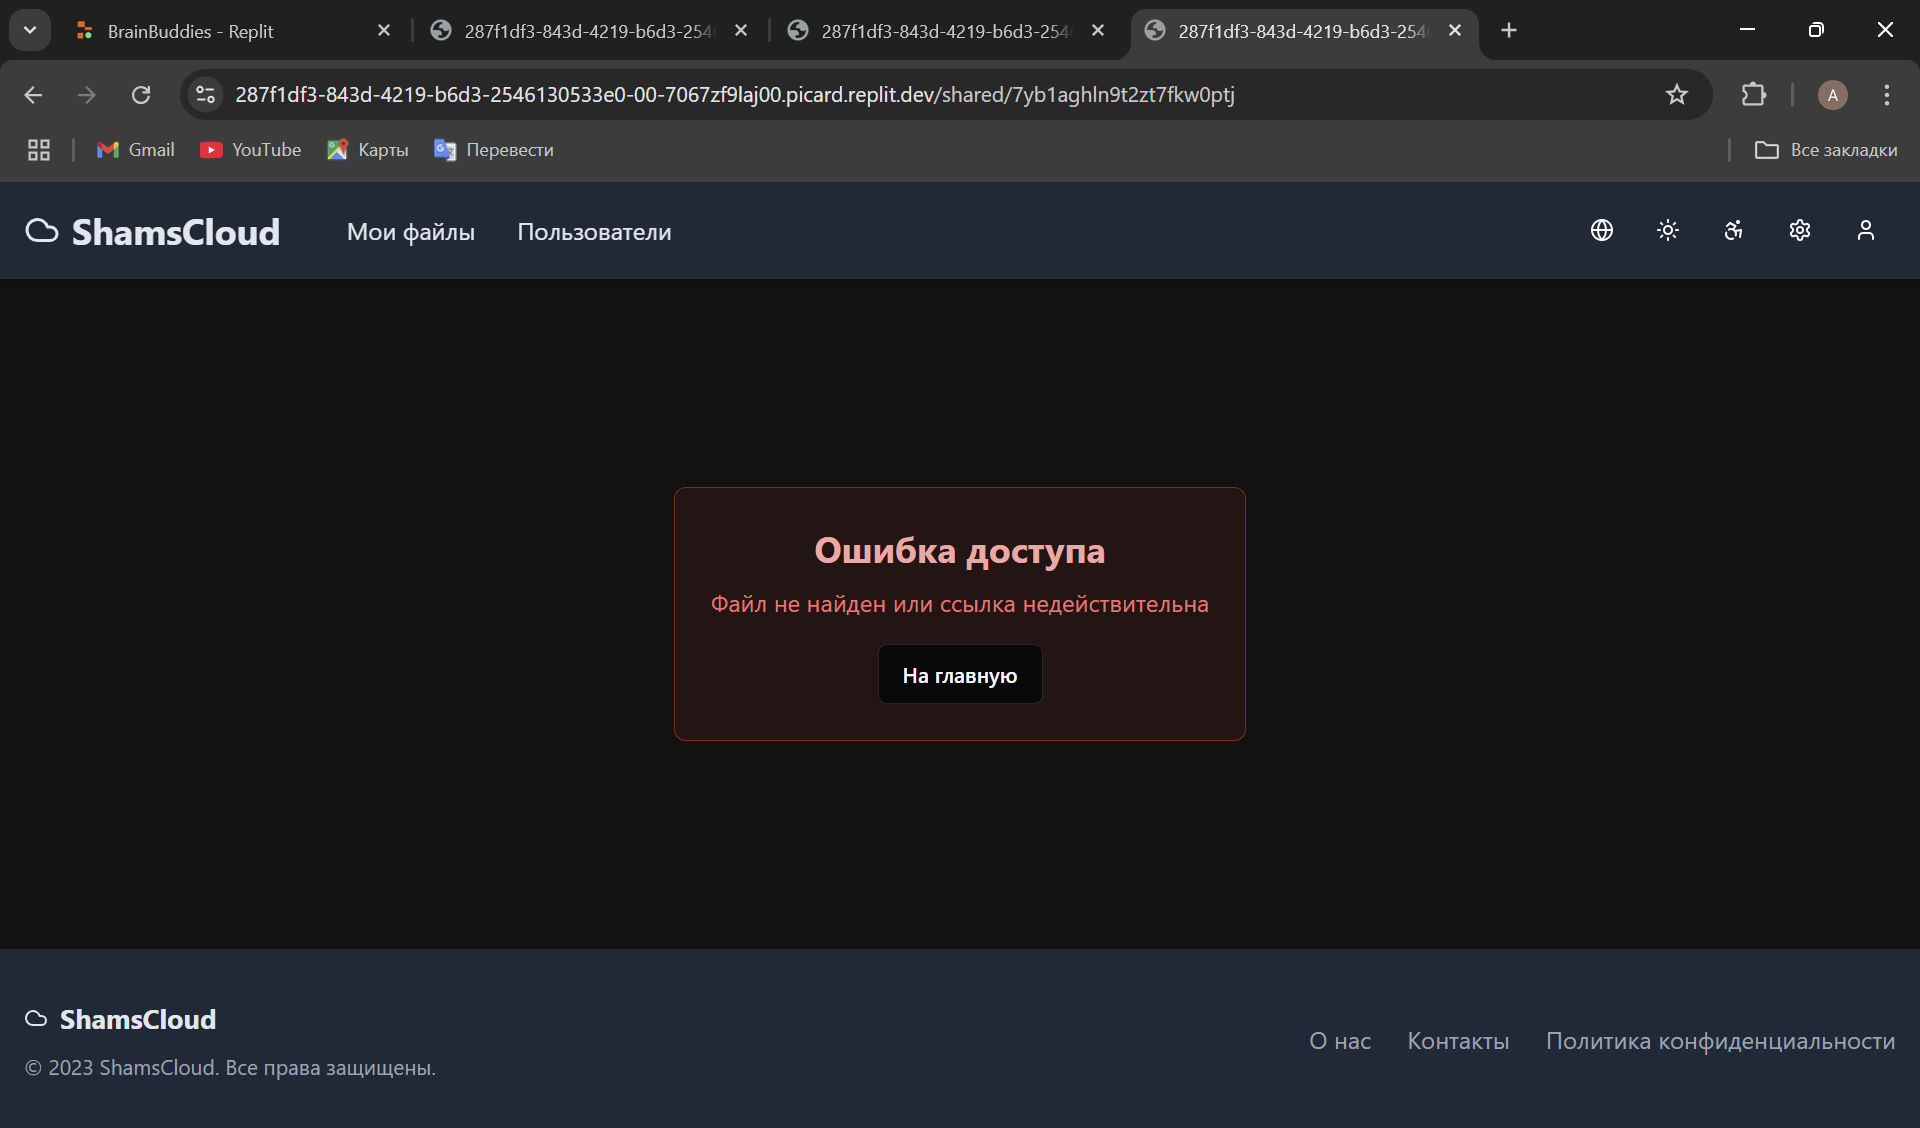 BrainBuddies - Replit
287f1df3-843d-4219-b6d3-254
287f1df3-843d-4219-b6d3-254
287f1df3-843d-4219-b6d3-254
287f1df3-843d-4219-b6d3-2546130533e0-00-7067zf9laj00.picard.replit.dev/shared/7yb1aghln9t2zt7fkw0ptj
A
Gmail
YouTube
Карты
Перевести
Все закладки
ShamsCloud
Мои файлы
Пользователи
Ошибка доступа
Файл не найден или ссылка недействительна
На главную
ShamsCloud
© 2023 ShamsCloud. Все права защищены.
О нас
Контакты
Политика конфиденциальности